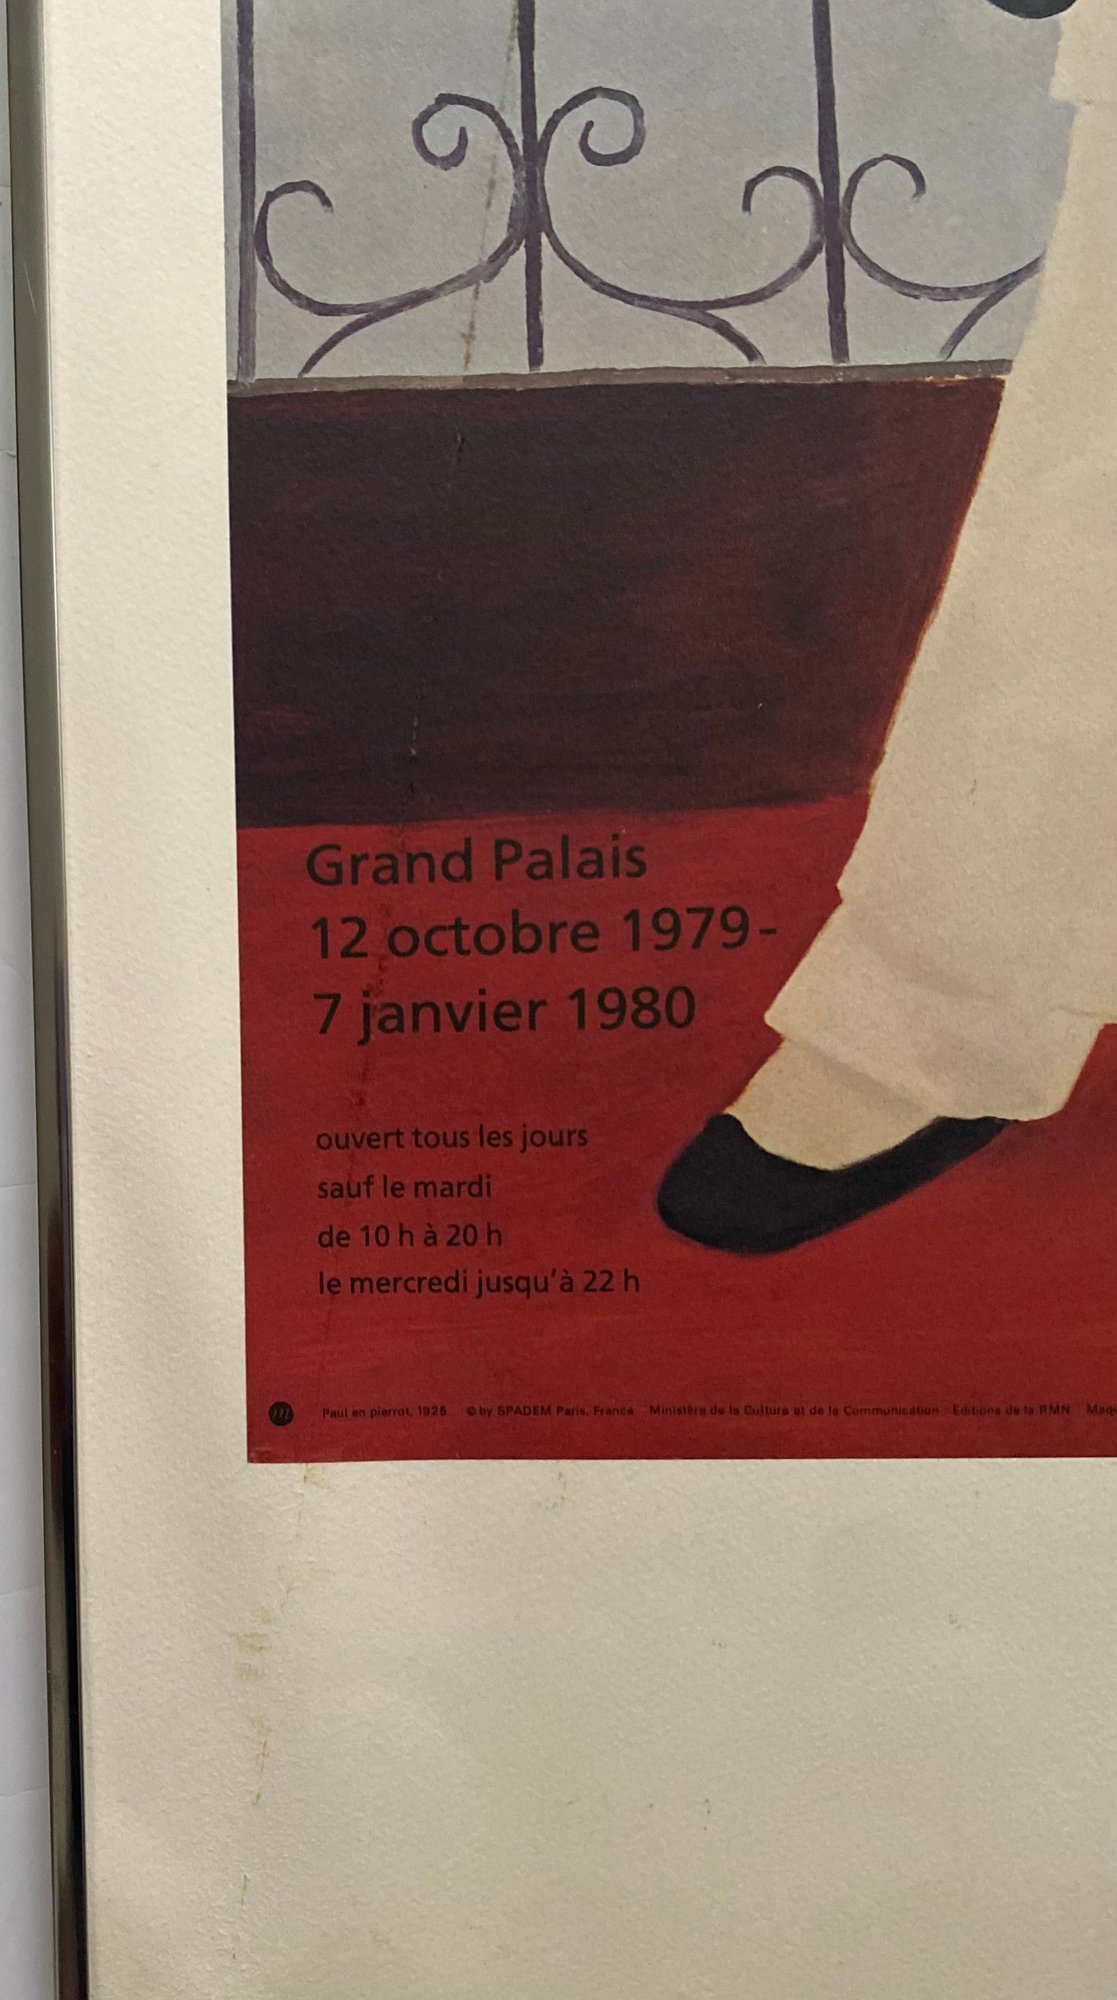 Grand Palais
12 octobre 1979-
7 janvier 1980
ouvert tous les jours
sauf le mardi
de 10 h à 20 h
le mercredi jusqu'à 22 h
m Paul en pierrot, 1925 © by SPADEM Paris, France Ministère de la Culture et de la Communication Editions de la RMN